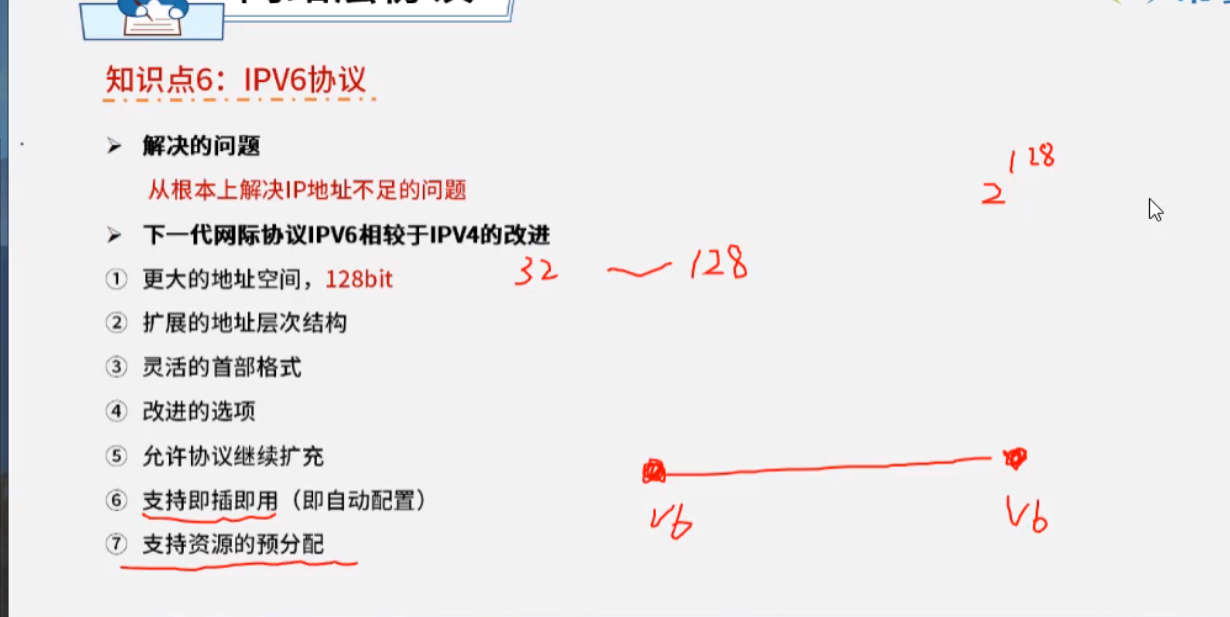 知识点6：IPV6协议
➢ 解决的问题
从根本上解决IP地址不足的问题
2^128
➢ 下一代网际协议IPV6相较于IPV4的改进
① 更大的地址空间，128bit
32 ~ 128
② 扩展的地址层次结构
③ 灵活的首部格式
④ 改进的选项
⑤ 允许协议继续扩充
⑥ 支持即插即用（即自动配置）
V6 V6
⑦ 支持资源的预分配